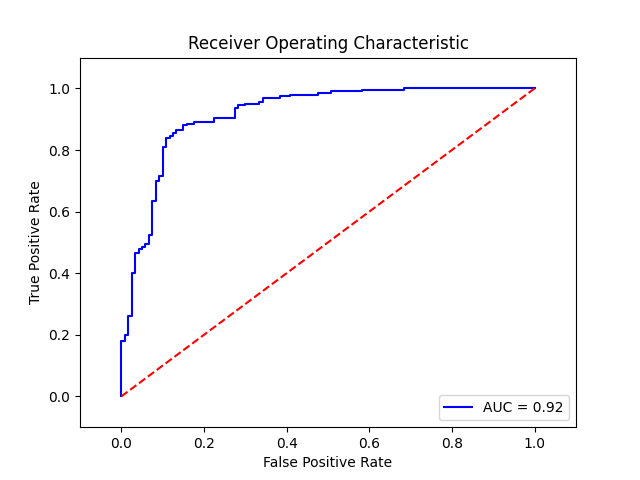 Receiver Operating Characteristic
True Positive Rate
1.0
0.8
0.6
0.4
0.2
0.0
AUC = 0.92
0.0 0.2 0.4 0.6 0.8 1.0
False Positive Rate